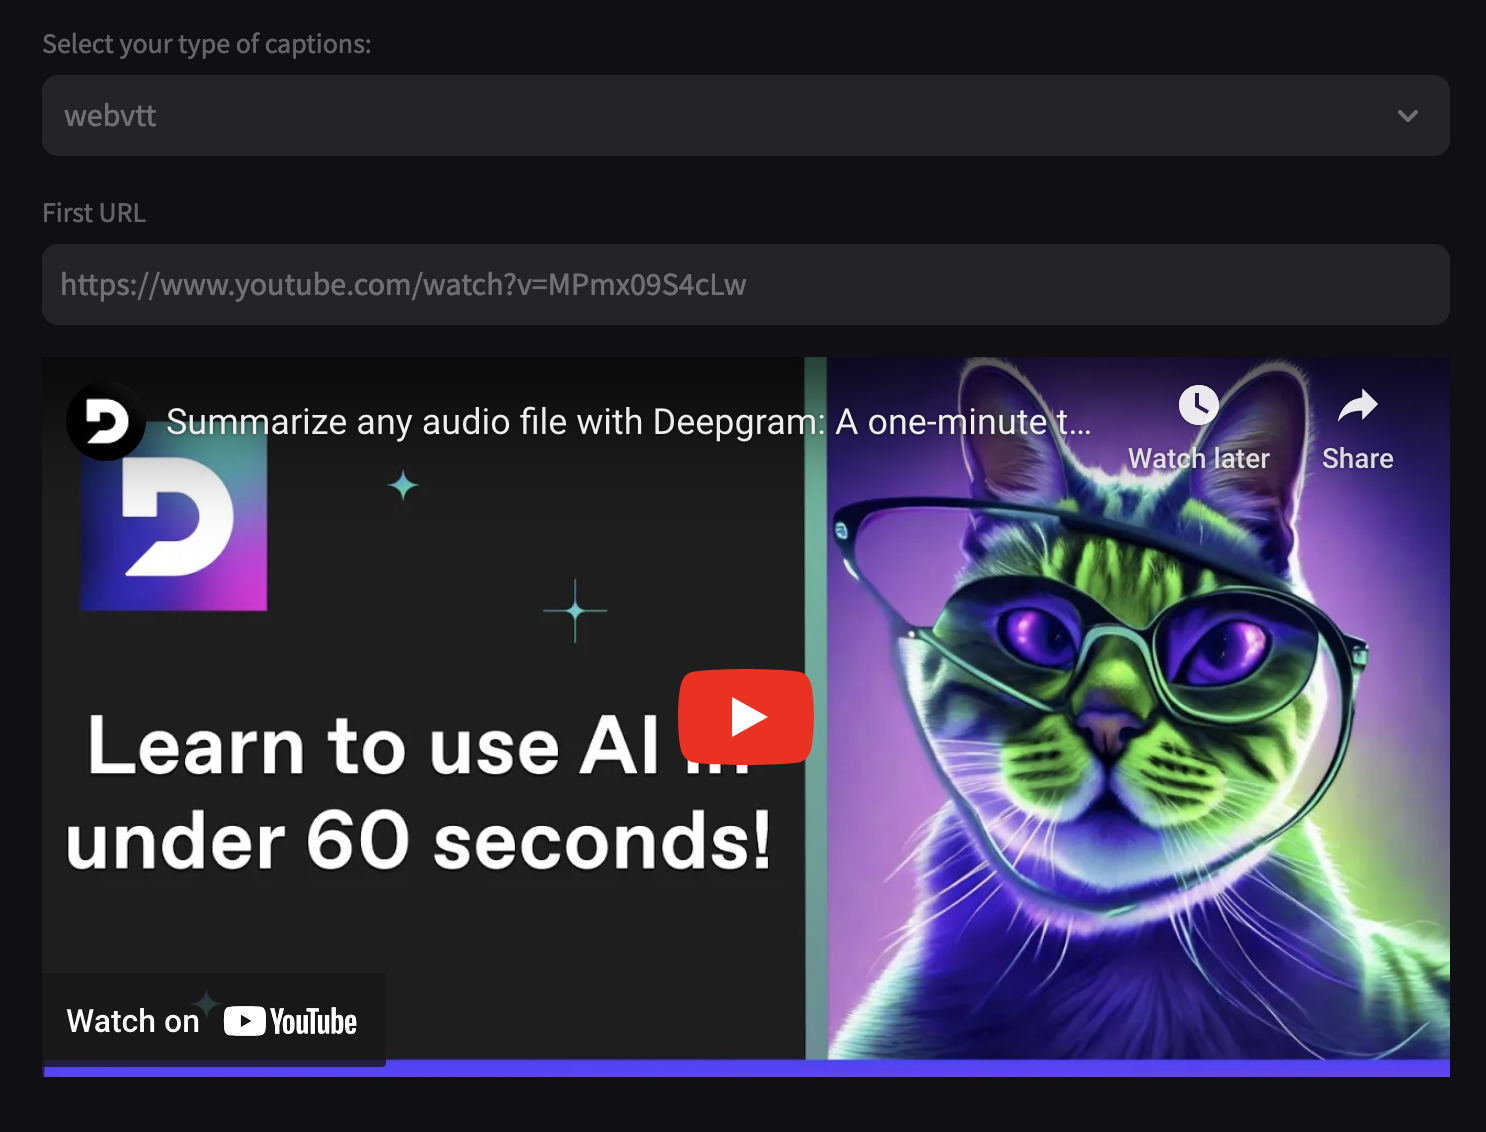 Select your type of captions:
webvtt
First URL
https://www.youtube.com/watch?v=MPmx09S4cLw
Summarize any audio file with Deepgram: A one-minute t...
Watch later
Share
Learn to use AI in
under 60 seconds!
Watch on YouTube